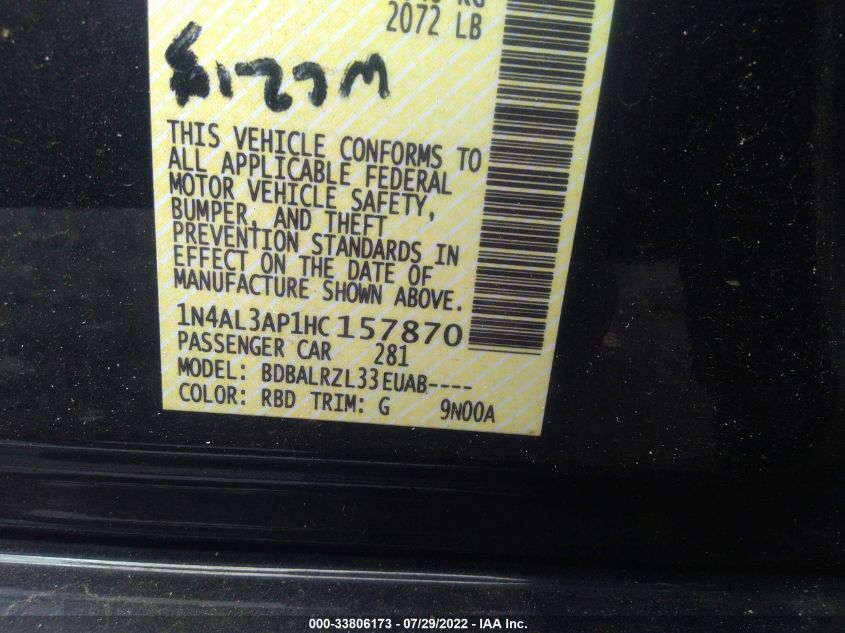 2072 LB
THIS VEHICLE CONFORMS TO
ALL APPLICABLE FEDERAL
MOTOR VEHICLE SAFETY,
BUMPER, AND THEFT
PREVENTION STANDARDS IN
EFFECT ON THE DATE OF
MANUFACTURE SHOWN ABOVE.
1N4AL3AP1HC157870
PASSENGER CAR 281
MODEL: BDBALRZL33EUAB----
COLOR: RBD TRIM: G 9N00A
000-33806173 - 07/29/2022 - IAA Inc.